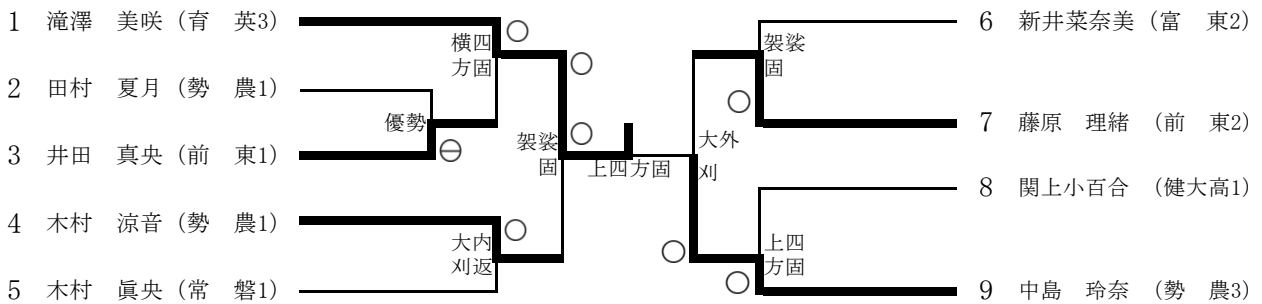 1 滝澤 美咲（育 英3）
2 田村 夏月（勢 農1）
3 井田 真央（前 東1）
4 木村 涼音（勢 農1）
5 木村 眞央（常 磐1）
横四
方固
優勢
袈裟
固
大内
刈返
上四方固
大外
刈
袈裟
固
上四
方固
6 新井菜奈美（富 東2）
7 藤原 理緒（前 東2）
8 関上小百合（健大高1）
9 中島 玲奈（勢 農3）